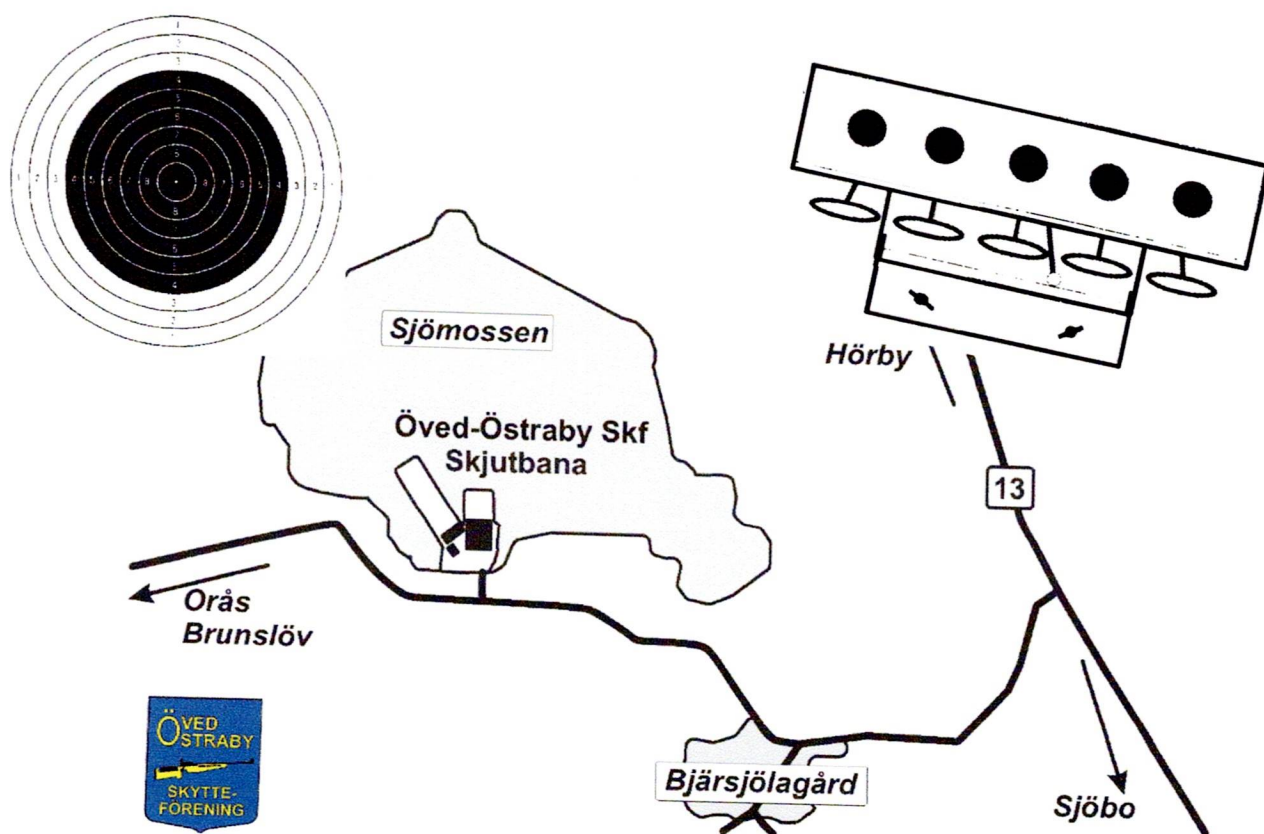 Sjömossen
Hörby
Öved-Östraby Skf
Skjutbana
13
Orås
Brunslöv
ÖVED
ÖSTRABY
SKYTTE-
FÖRENING
Bjärsjölagård
Sjöbo